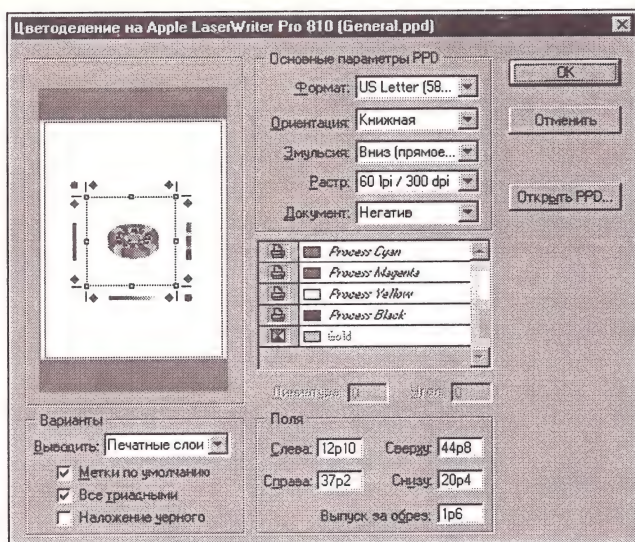 Цветоделение на Apple LaserWriter Pro 810 (General.ppd)
Основные параметры PPD
Формат: US Letter (58...
Ориентация: Книжная
Эмульсия: Вниз (прямое...
Растр: 60 lpi / 300 dpi
Документ: Негатив
OK
Отменить
Открыть PPD...
Process Cyan
Process Magenta
Process Yellow
Process Black
Gold
Линиатура: 0 Угол: 0
Варианты
Выводить: Печатные слои
Метки по умолчанию
Все триадными
Наложение черного
Поля
Слева: 12p10 Сверху: 44p8
Справа: 37p2 Снизу: 20p4
Выпуск за обрез: 1p6